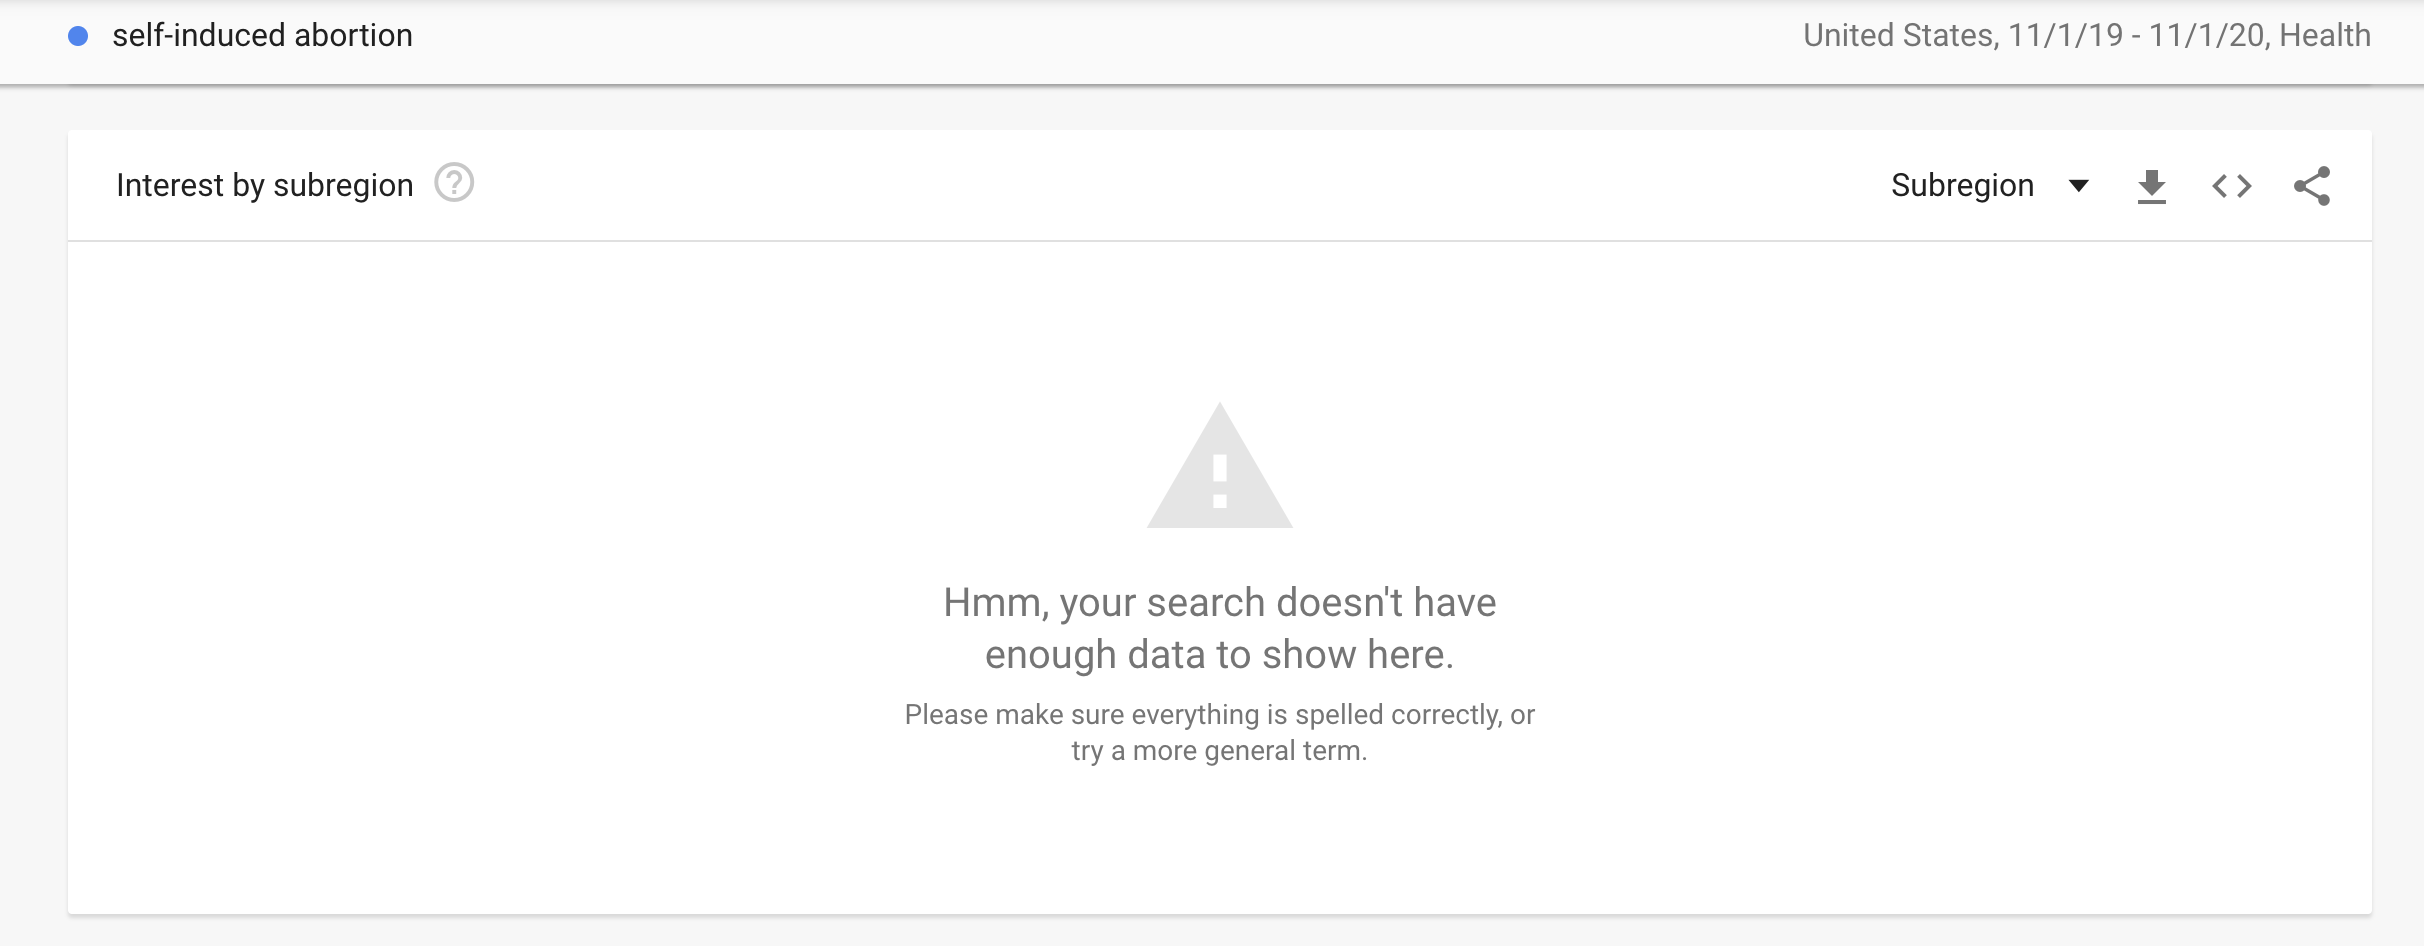 self-induced abortion
United States, 11/1/19 - 11/1/20, Health
Interest by subregion ?
Subregion
Hmm, your search doesn't have
enough data to show here.
Please make sure everything is spelled correctly, or
try a more general term.